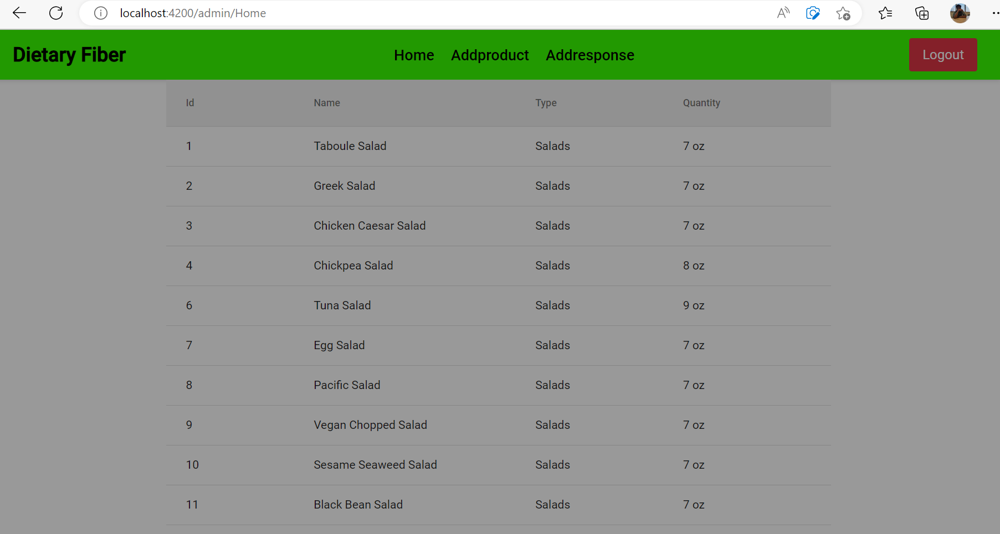 localhost:4200/admin/Home
Dietary Fiber Home Addproduct Addresponse Logout
Id Name Type Quantity
1 Taboule Salad Salads 7 oz
2 Greek Salad Salads 7 oz
3 Chicken Caesar Salad Salads 7 oz
4 Chickpea Salad Salads 8 oz
6 Tuna Salad Salads 9 oz
7 Egg Salad Salads 7 oz
8 Pacific Salad Salads 7 oz
9 Vegan Chopped Salad Salads 7 oz
10 Sesame Seaweed Salad Salads 7 oz
11 Black Bean Salad Salads 7 oz